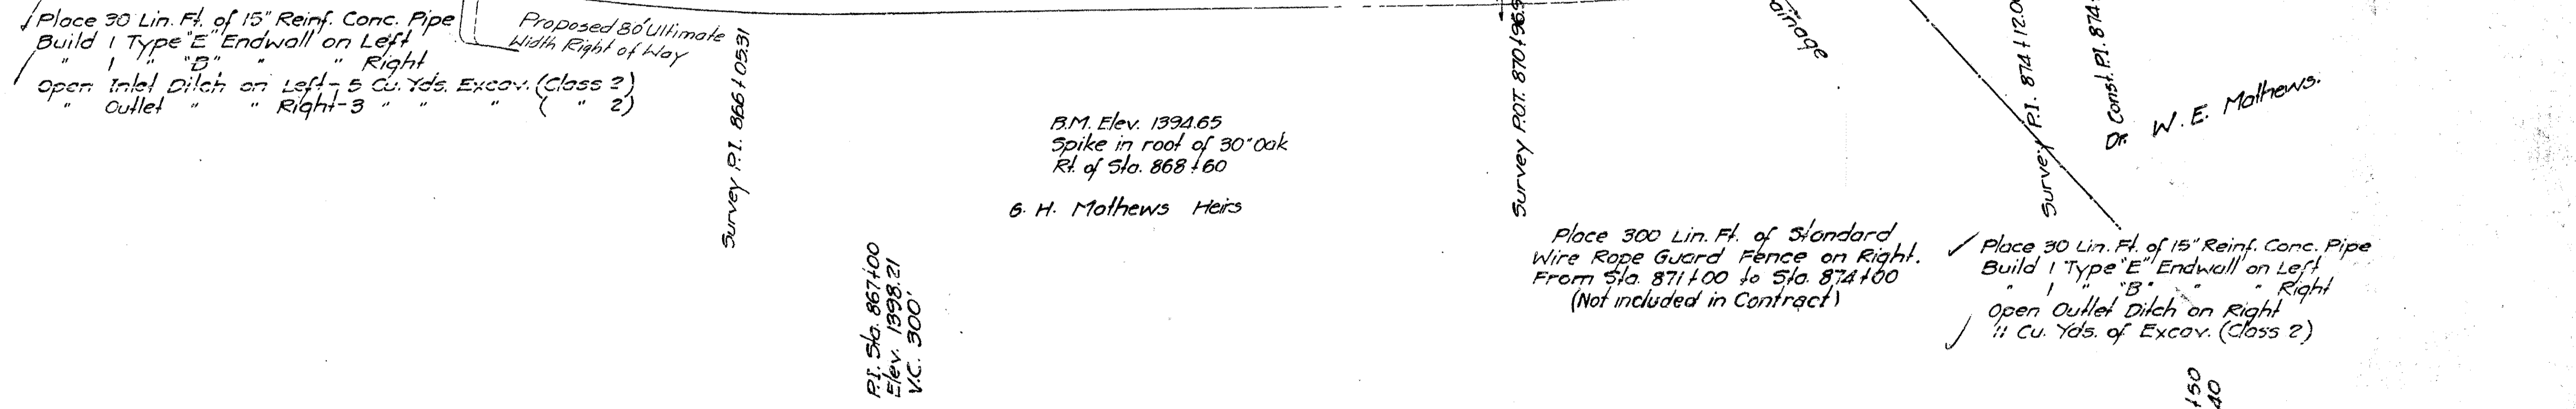 Place 30 Lin. Ft. of 15" Reinf. Conc. Pipe
Build 1 Type "E" Endwall on Left
" 1 " "B" " " Right
Open Inlet Ditch on Left - 5 Cu. Yds. Excav. (Class 2)
" Outlet " " Right - 3 " " " ( " 2)
Proposed 80' Ultimate
Width Right of Way
Survey P.I. 866+05.31
B.M. Elev. 1394.65
Spike in root of 30" Oak
Rt. of Sta. 868+60
G. H. Mathews Heirs
P.I. Sta. 867+00
Elev. 1398.21
V.C. 300'
Survey P.O.T. 870+96.9
Place 300 Lin. Ft. of Standard
Wire Rope Guard Fence on Right.
From Sta. 871+00 to Sta. 874+00
(Not included in Contract)
Survey P.I. 874+12.0
Const. P.I. 874+
Dr. W. E. Mathews.
Place 30 Lin. Ft. of 15" Reinf. Conc. Pipe
Build 1 Type "E" Endwall on Left
" 1 " "B" " " Right
Open Outlet Ditch on Right
11 Cu. Yds. of Excav. (Class 2)
+50
40